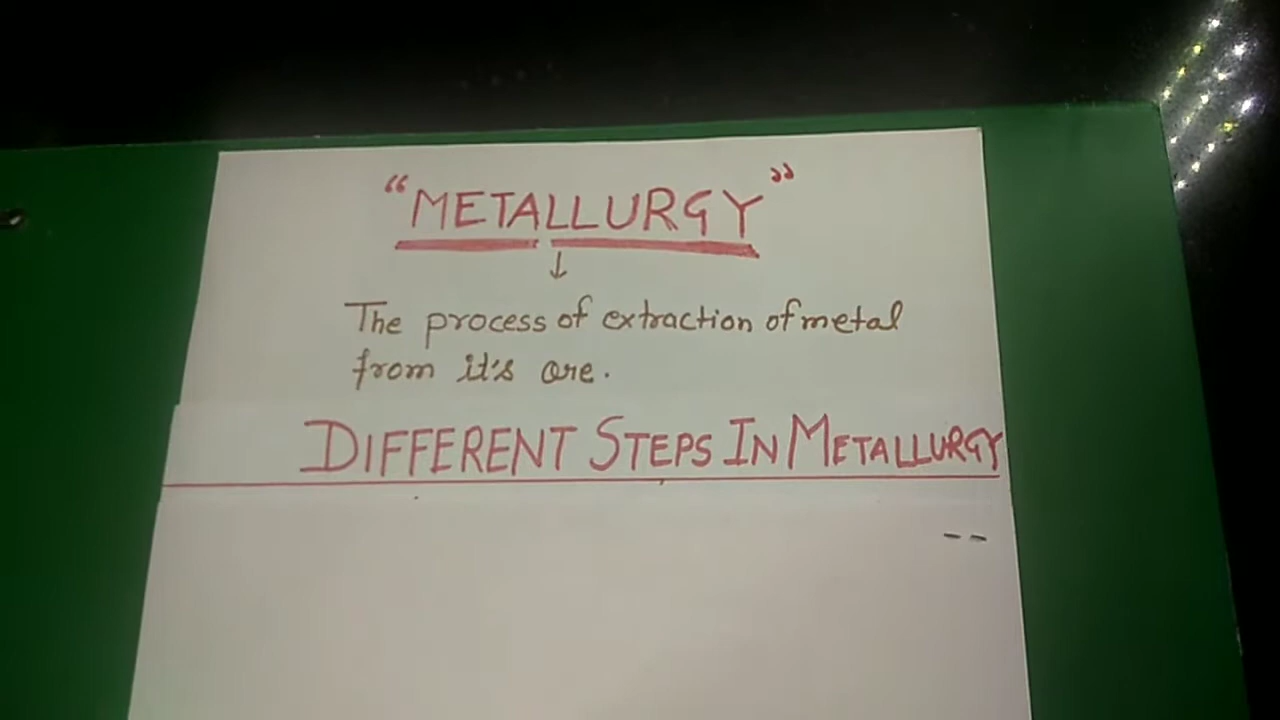 “METALLURGY”
↓
The process of extraction of metal
from it's ore.
DIFFERENT STEPS IN METALLURGY
--